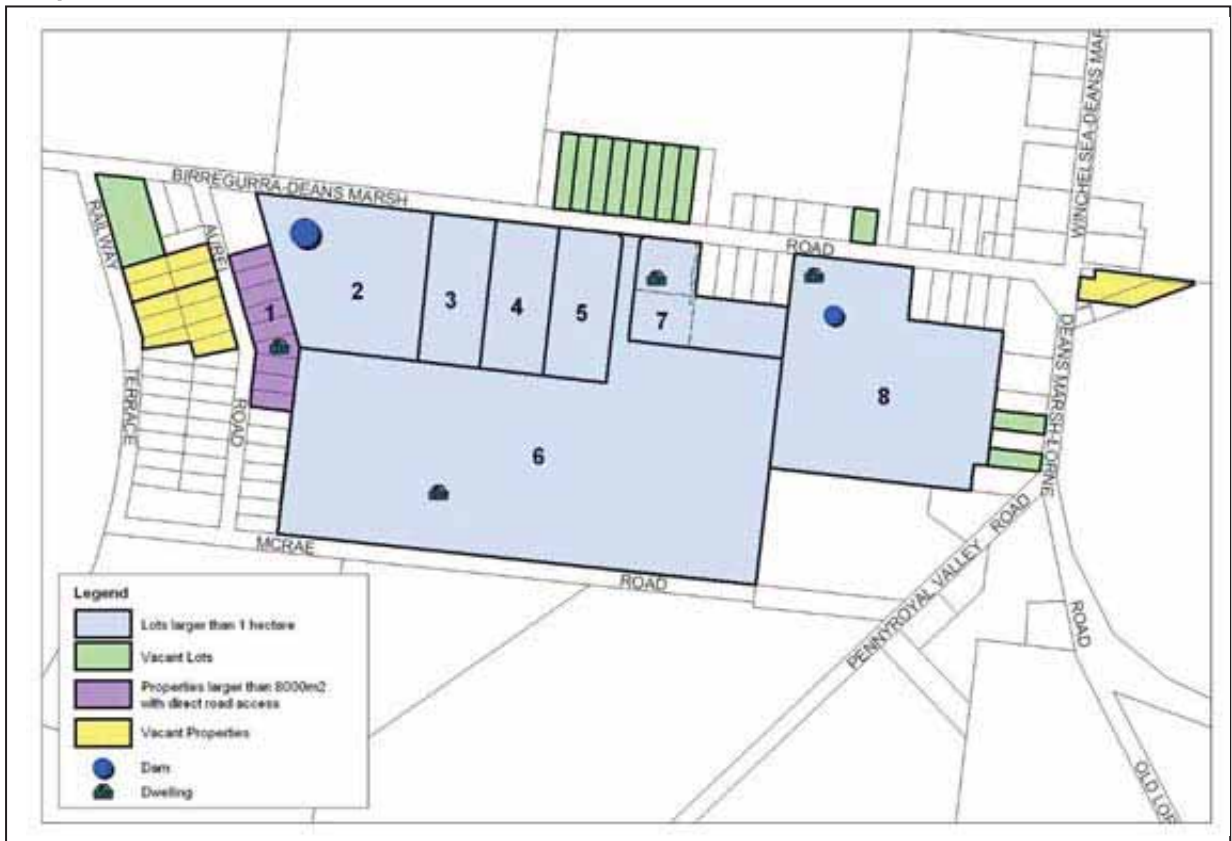 BIRREGURRA-DEANS MARSH
ROAD
WINCHELSEA-DEANS MAR
RAILWAY
TERRACE
ROAD
DEANS MARSH-LORNE
ROAD
1
2
3
4
5
6
7
8
MCRAE
ROAD
PENNYROYAL VALLEY ROAD
OLD LOR
Legend
Lots larger than 1 hectare
Vacant Lots
Properties larger than 8000m2
with direct road access
Vacant Properties
Dam
Dwelling